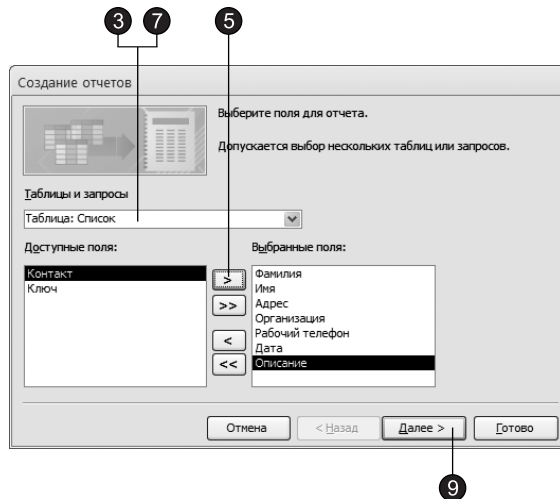 3 7 5
Создание отчетов
Выберите поля для отчета.
Допускается выбор нескольких таблиц или запросов.
Таблицы и запросы
Таблица: Список
Доступные поля:
Контакт
Ключ
>
>>
<
<<
Выбранные поля:
Фамилия
Имя
Адрес
Организация
Рабочий телефон
Дата
Описание
Отмена
< Назад
Далее >
Готово
9